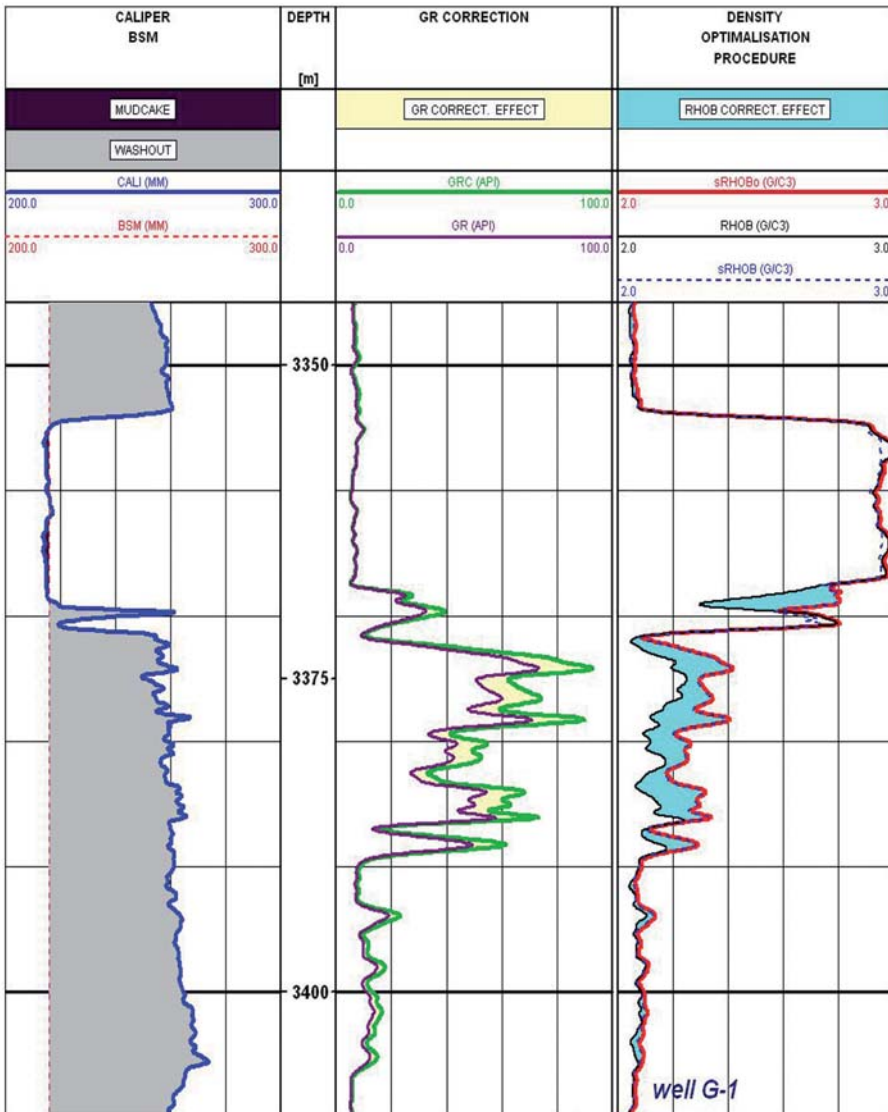 CALIPER
BSM
DEPTH
[m]
GR CORRECTION
DENSITY
OPTIMALISATION
PROCEDURE
MUDCAKE
GR CORRECT. EFFECT
RHOB CORRECT. EFFECT
WASHOUT
CALI (MM)
200.0 300.0
BSM (MM)
200.0 300.0
GRC (API)
0.0 100.0
GR (API)
0.0 100.0
sRHOBo (G/C3)
2.0 3.0
RHOB (G/C3)
2.0 3.0
sRHOB (G/C3)
2.0 3.0
3350
3375
3400
well G-1